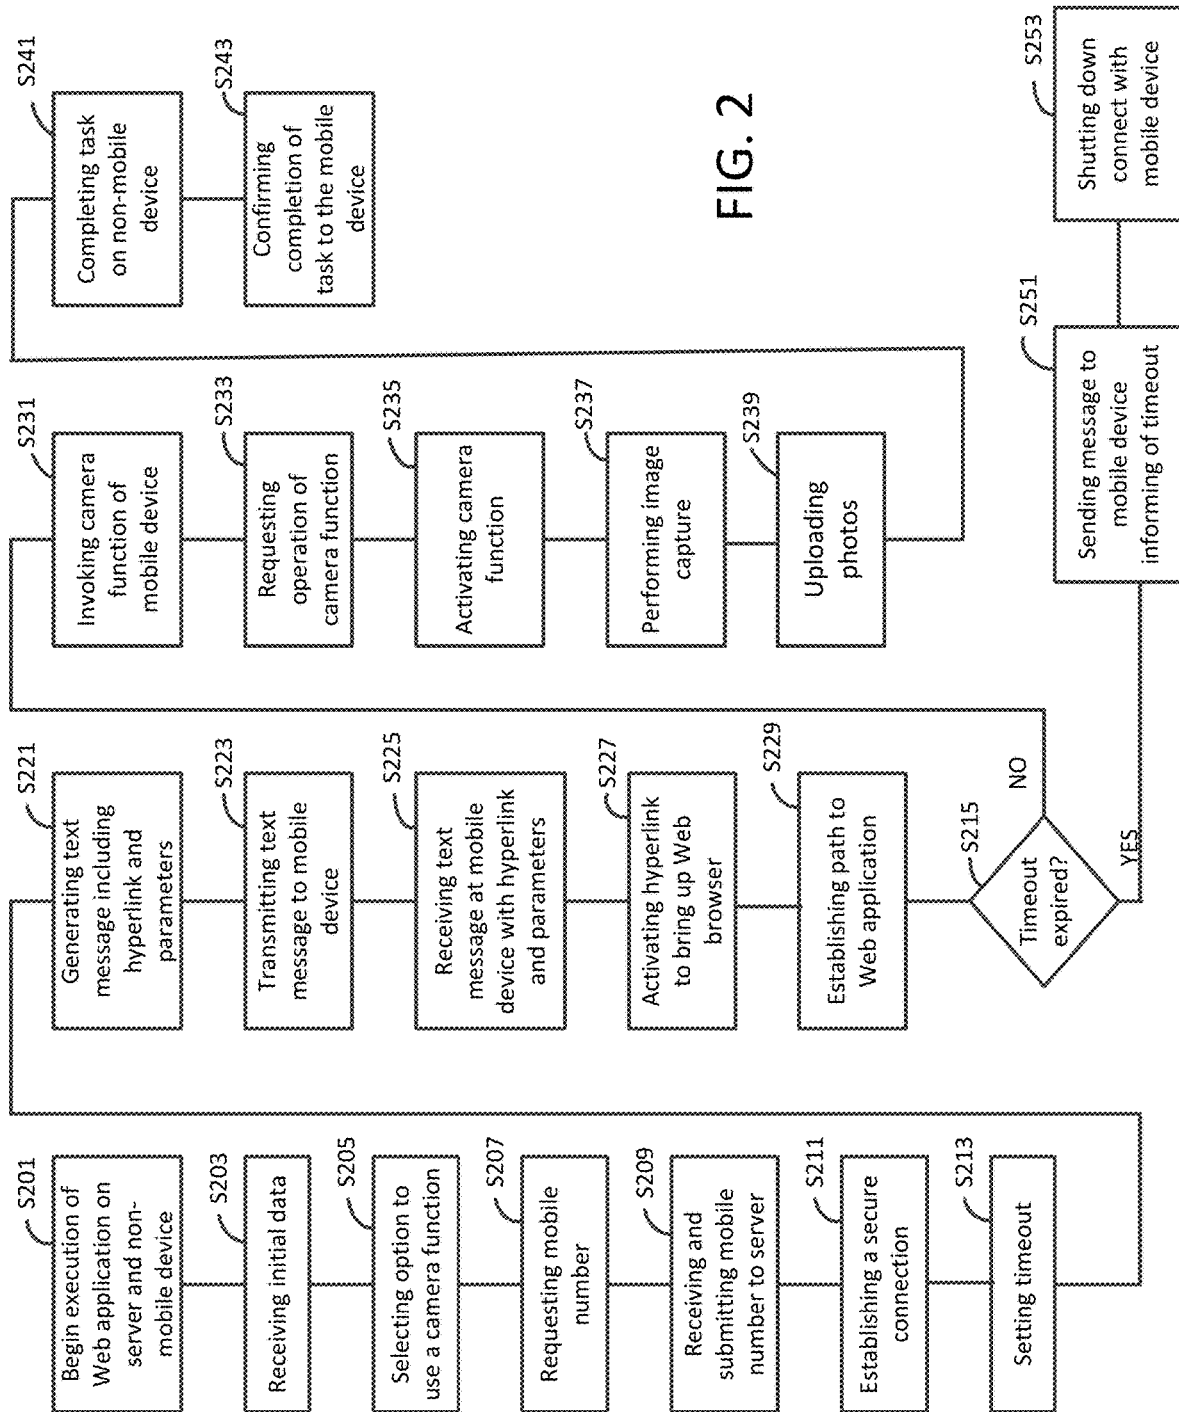 S201
Begin execution of
Web application on
server and non-
mobile device
S203
Receiving initial data
S205
Selecting option to
use a camera function
S207
Requesting mobile
number
S209
Receiving and
submitting mobile
number to server
S211
Establishing a secure
connection
S213
Setting timeout
S221
Generating text
message including
hyperlink and
parameters
S223
Transmitting text
message to mobile
device
S225
Receiving text
message at mobile
device with hyperlink
and parameters
S227
Activating hyperlink
to bring up Web
browser
S229
Establishing path to
Web application
S215
Timeout
expired?
NO
YES
S231
Invoking camera
function of
mobile device
S233
Requesting
operation of
camera function
S235
Activating camera
function
S237
Performing image
capture
S239
Uploading
photos
S241
Completing task
on non-mobile
device
S243
Confirming
completion of
task to the mobile
device
S251
Sending message to
mobile device
informing of timeout
S253
Shutting down
connect with
mobile device
FIG. 2